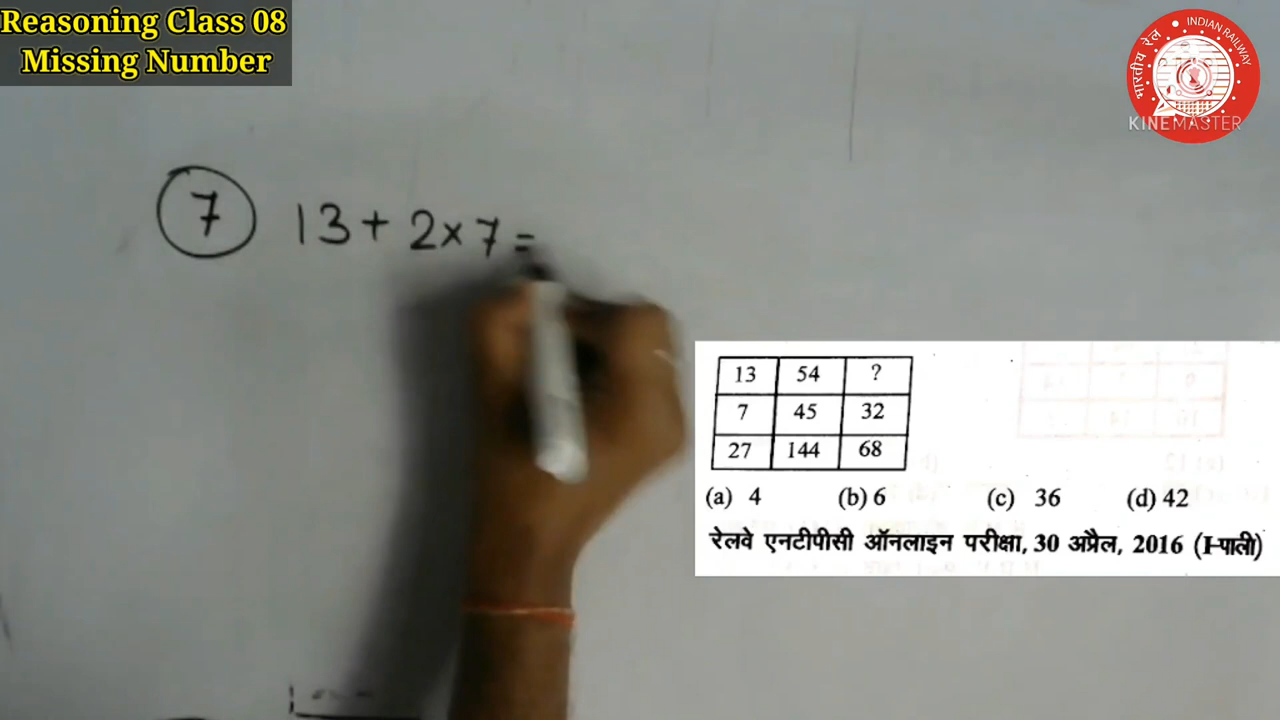 Reasoning Class 08
Missing Number
भारतीय रेल INDIAN RAILWAY
KINEMASTER
7 13 + 2 × 7 =
13 54 ?
7 45 32
27 144 68
(a) 4 (b) 6 (c) 36 (d) 42
रेलवे एनटीपीसी ऑनलाइन परीक्षा, 30 अप्रैल, 2016 (I-पाली)